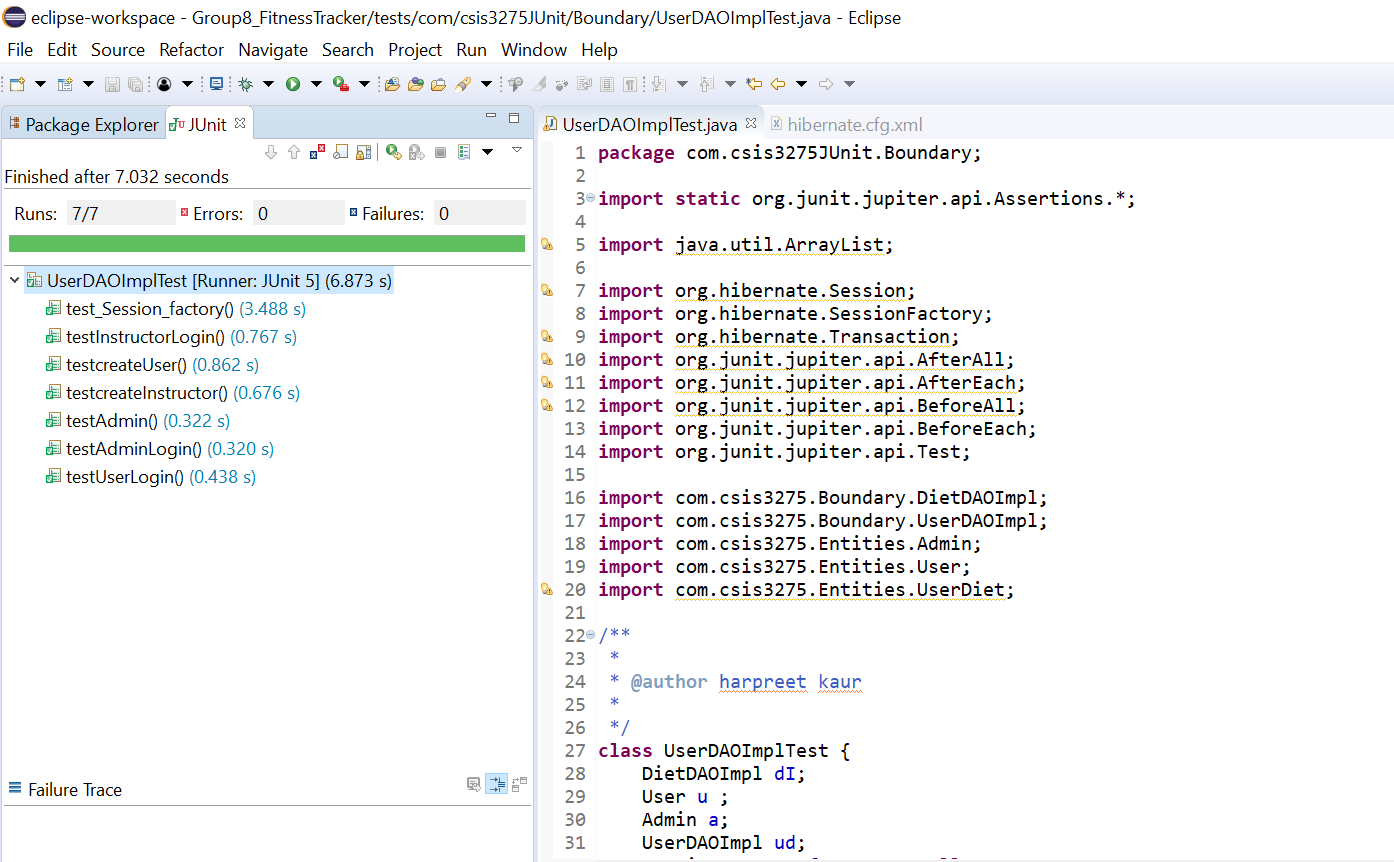 eclipse-workspace - Group8_FitnessTracker/tests/com/csis3275JUnit/Boundary/UserDAOImplTest.java - Eclipse
File Edit Source Refactor Navigate Search Project Run Window Help
Package Explorer JUnit
Finished after 7.032 seconds
Runs: 7/7 Errors: 0 Failures: 0
UserDAOImplTest [Runner: JUnit 5] (6.873 s)
test_Session_factory() (3.488 s)
testInstructorLogin() (0.767 s)
testcreateUser() (0.862 s)
testcreateInstructor() (0.676 s)
testAdmin() (0.322 s)
testAdminLogin() (0.320 s)
testUserLogin() (0.438 s)
Failure Trace
UserDAOImplTest.java hibernate.cfg.xml
1 package com.csis3275JUnit.Boundary;
2
3 import static org.junit.jupiter.api.Assertions.*;
4
5 import java.util.ArrayList;
6
7 import org.hibernate.Session;
8 import org.hibernate.SessionFactory;
9 import org.hibernate.Transaction;
10 import org.junit.jupiter.api.AfterAll;
11 import org.junit.jupiter.api.AfterEach;
12 import org.junit.jupiter.api.BeforeAll;
13 import org.junit.jupiter.api.BeforeEach;
14 import org.junit.jupiter.api.Test;
15
16 import com.csis3275.Boundary.DietDAOImpl;
17 import com.csis3275.Boundary.UserDAOImpl;
18 import com.csis3275.Entities.Admin;
19 import com.csis3275.Entities.User;
20 import com.csis3275.Entities.UserDiet;
21
22 /**
23 *
24 * @author harpreet kaur
25 *
26 */
27 class UserDAOImplTest {
28 DietDAOImpl dI;
29 User u ;
30 Admin a;
31 UserDAOImpl ud;